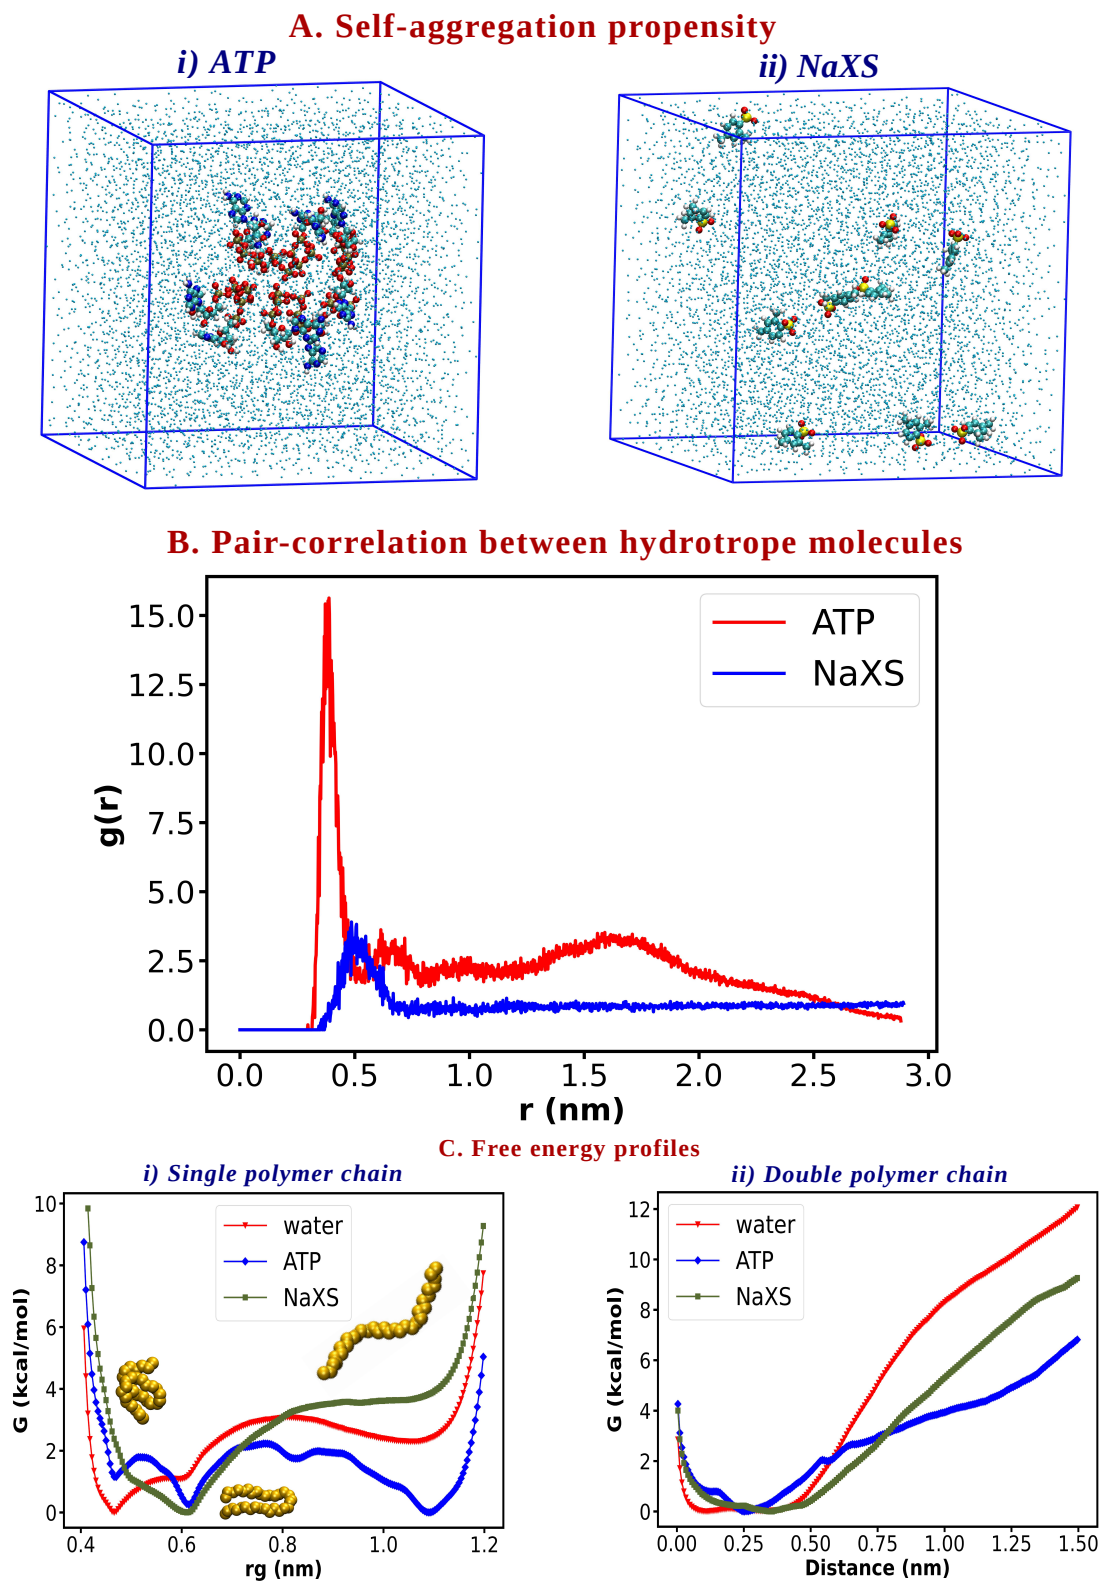 A. Self-aggregation propensity
i) ATP
ii) NaXS
B. Pair-correlation between hydrotrope molecules
15.0
12.5
10.0
7.5
5.0
2.5
0.0
g(r)
ATP
NaXS
0.0 0.5 1.0 1.5 2.0 2.5 3.0
r (nm)
C. Free energy profiles
i) Single polymer chain
10
8
6
4
2
0
G (kcal/mol)
water
ATP
NaXS
0.4 0.6 0.8 1.0 1.2
rg (nm)
ii) Double polymer chain
12
10
8
6
4
2
0
G (kcal/mol)
water
ATP
NaXS
0.00 0.25 0.50 0.75 1.00 1.25 1.50
Distance (nm)